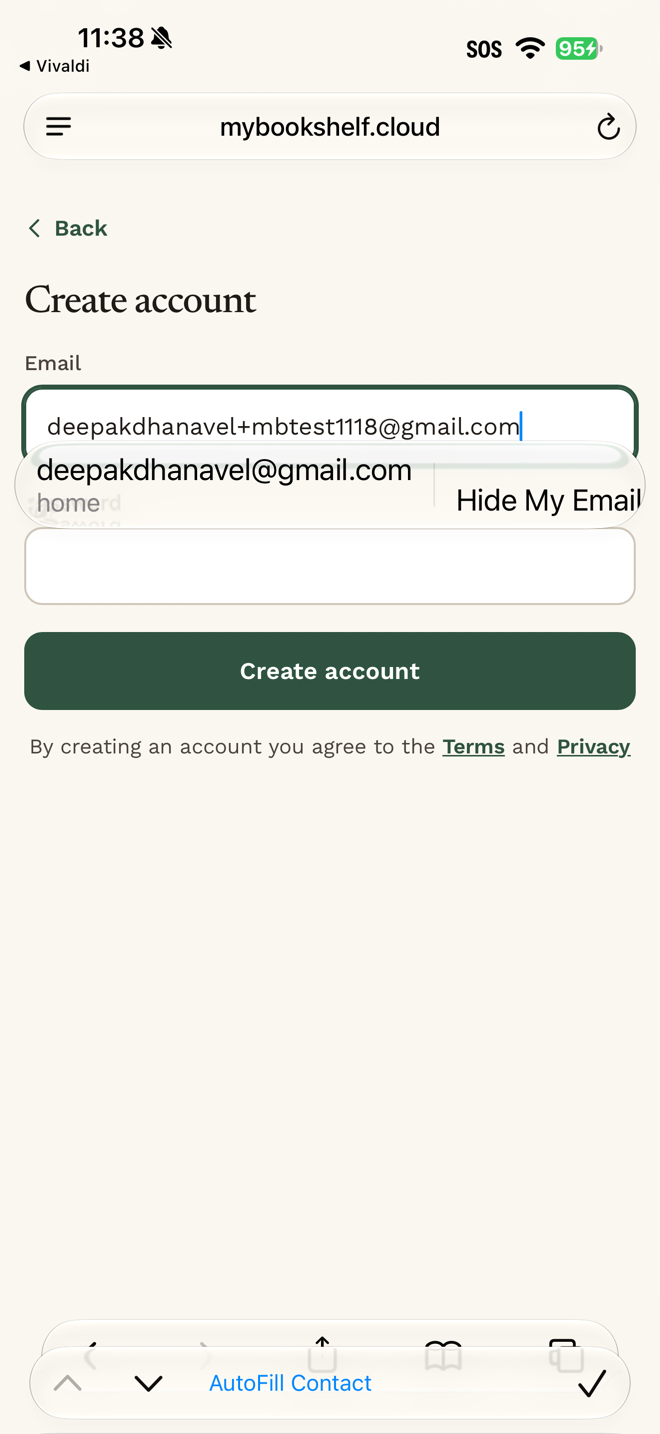 11:38
SOS
95
◀ Vivaldi
mybookshelf.cloud
Back
Create account
Email
deepakdhanavel+mbtest1118@gmail.com
deepakdhanavel@gmail.com
home
Hide My Email
Create account
By creating an account you agree to the Terms and Privacy
AutoFill Contact